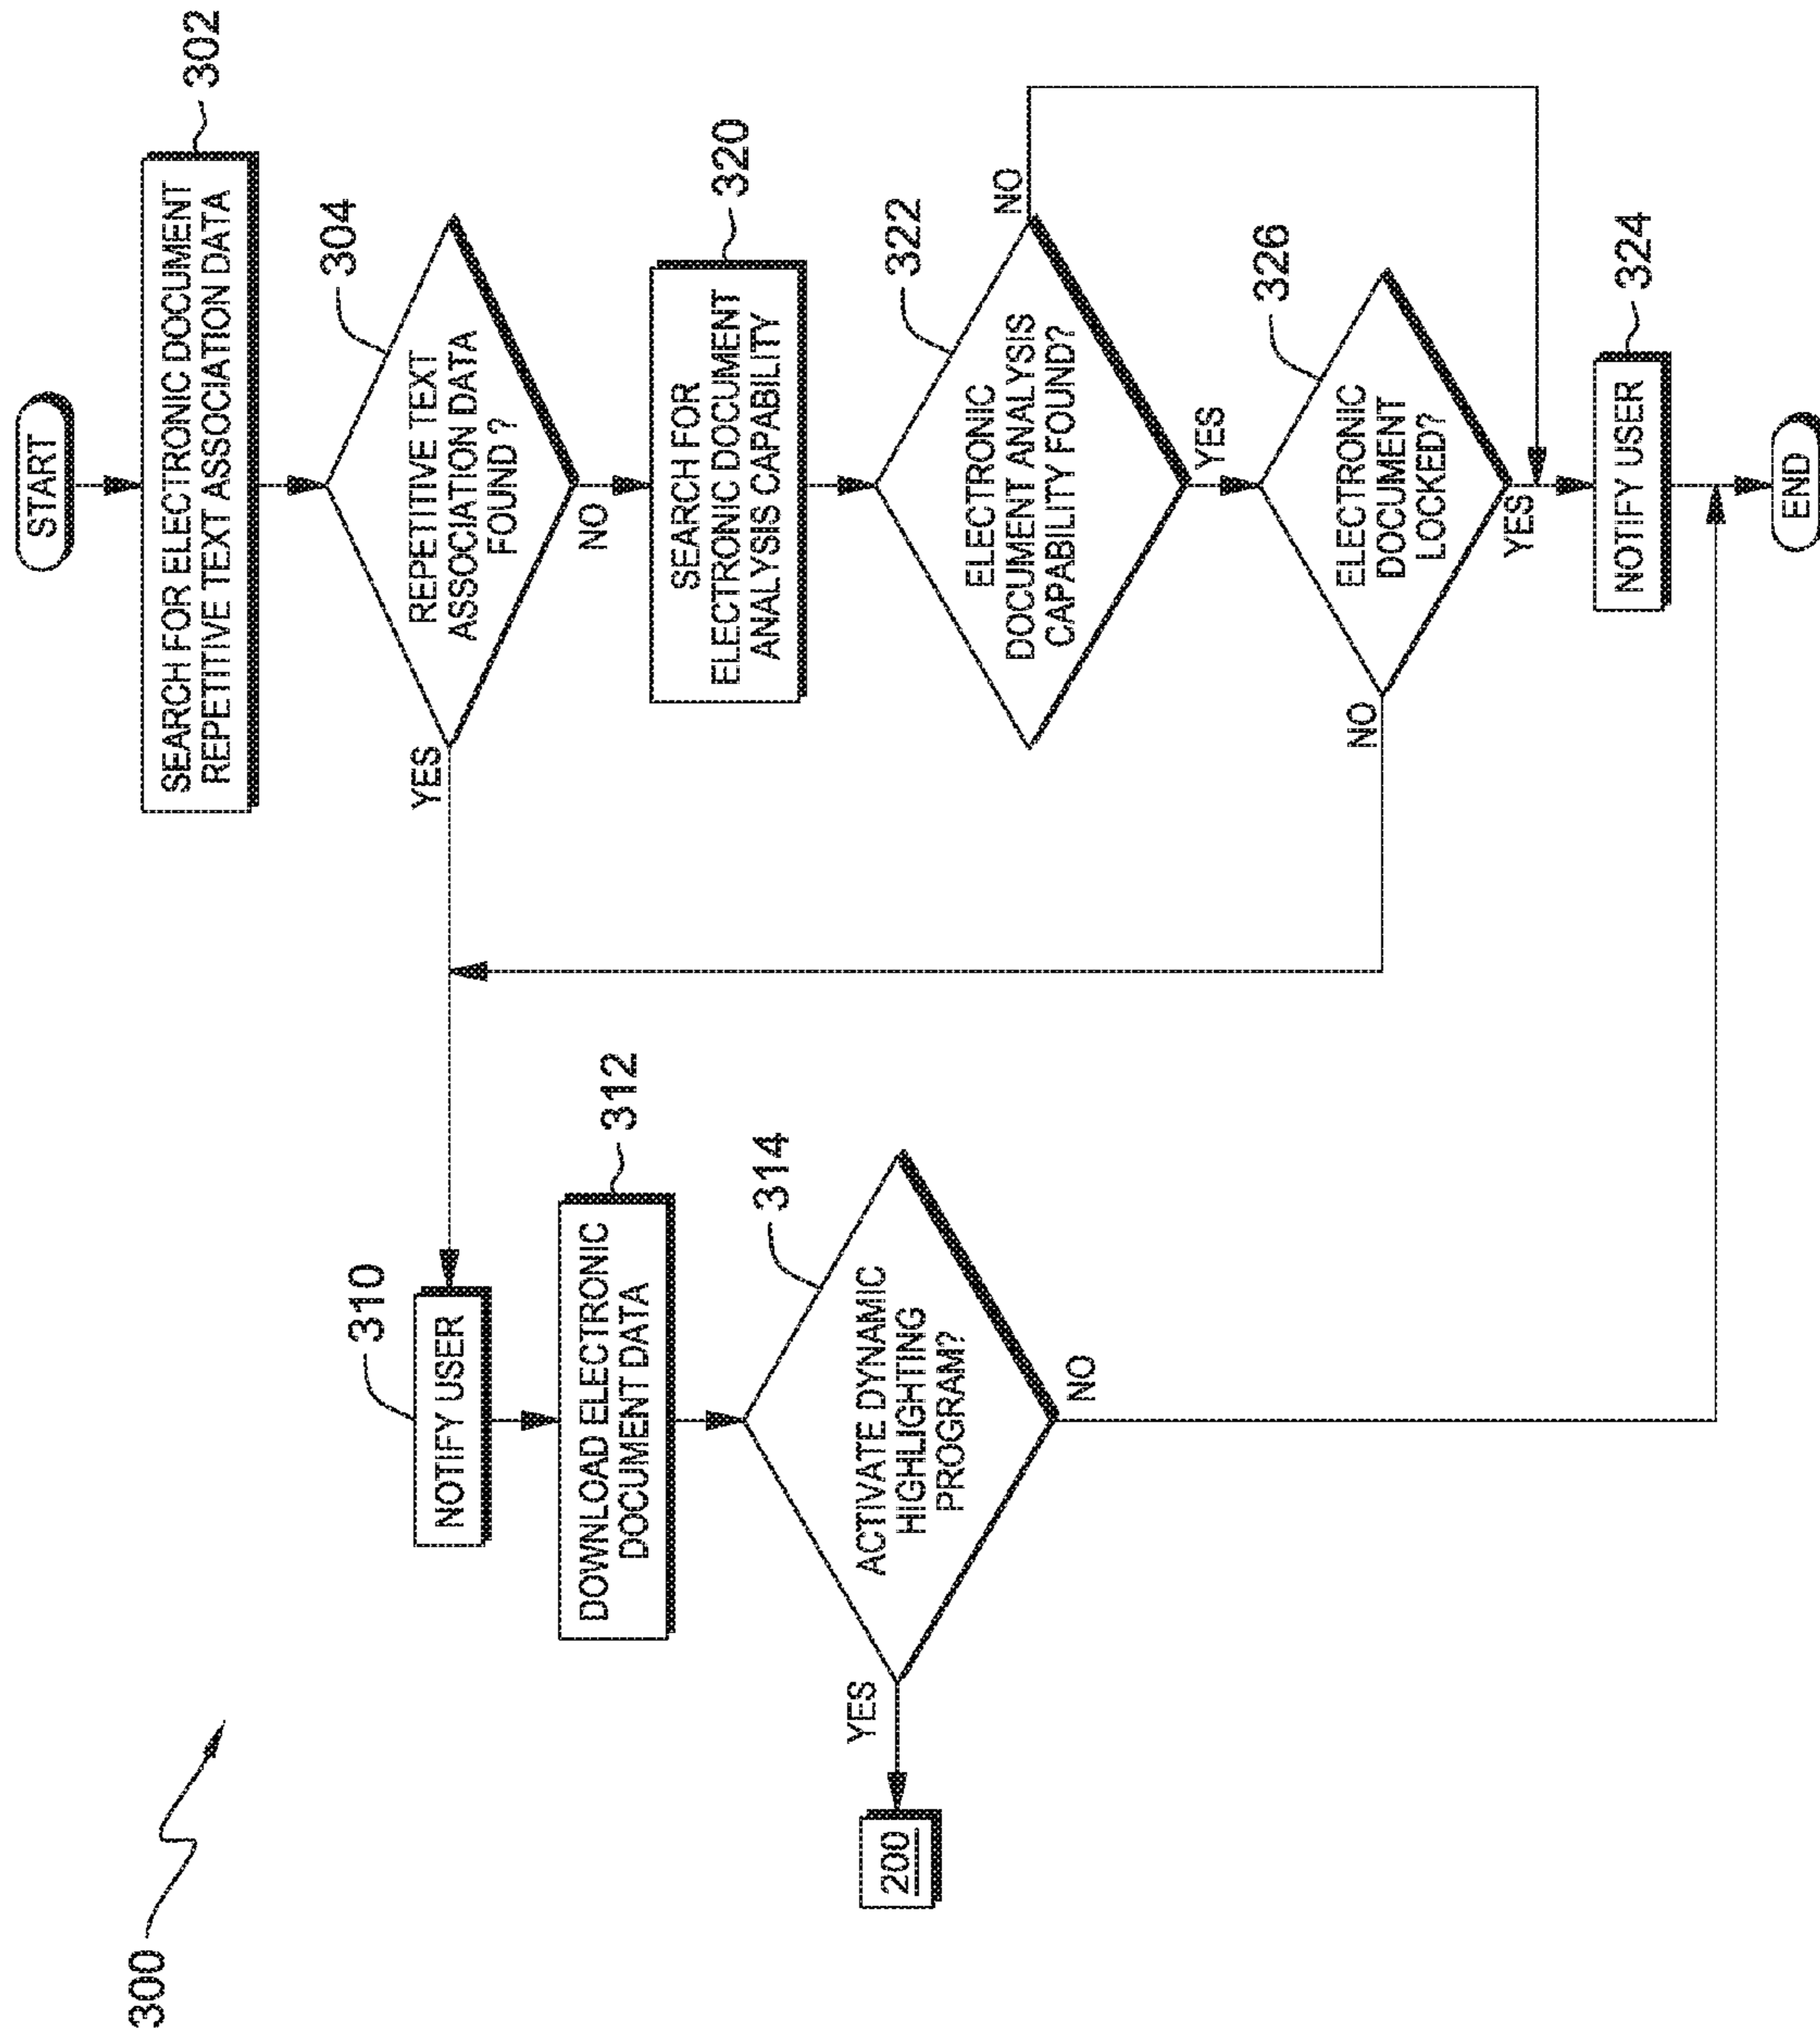 300
START
SEARCH FOR ELECTRONIC DOCUMENT
REPETITIVE TEXT ASSOCIATION DATA
302
REPETITIVE TEXT
ASSOCIATION DATA
FOUND ?
304
YES
NO
310
NOTIFY USER
DOWNLOAD ELECTRONIC
DOCUMENT DATA
312
ACTIVATE DYNAMIC
HIGHLIGHTING
PROGRAM?
314
YES
200
NO
SEARCH FOR
ELECTRONIC DOCUMENT
ANALYSIS CAPABILITY
320
ELECTRONIC
DOCUMENT ANALYSIS
CAPABILITY FOUND?
322
NO
YES
ELECTRONIC
DOCUMENT
LOCKED?
326
NO
YES
NOTIFY USER
324
END